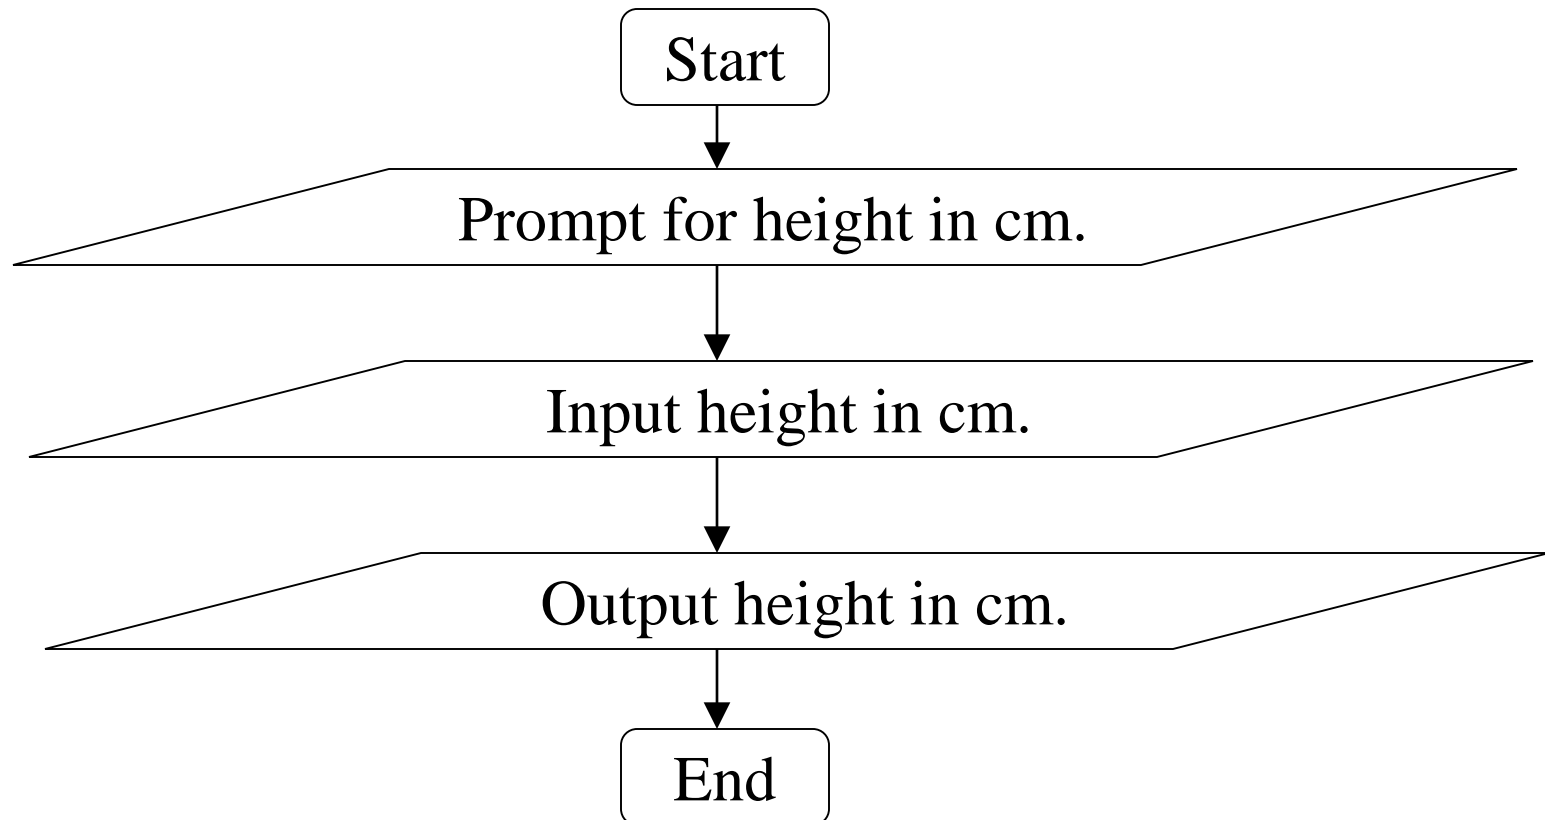 Start
Prompt for height in cm.
Input height in cm.
Output height in cm.
End